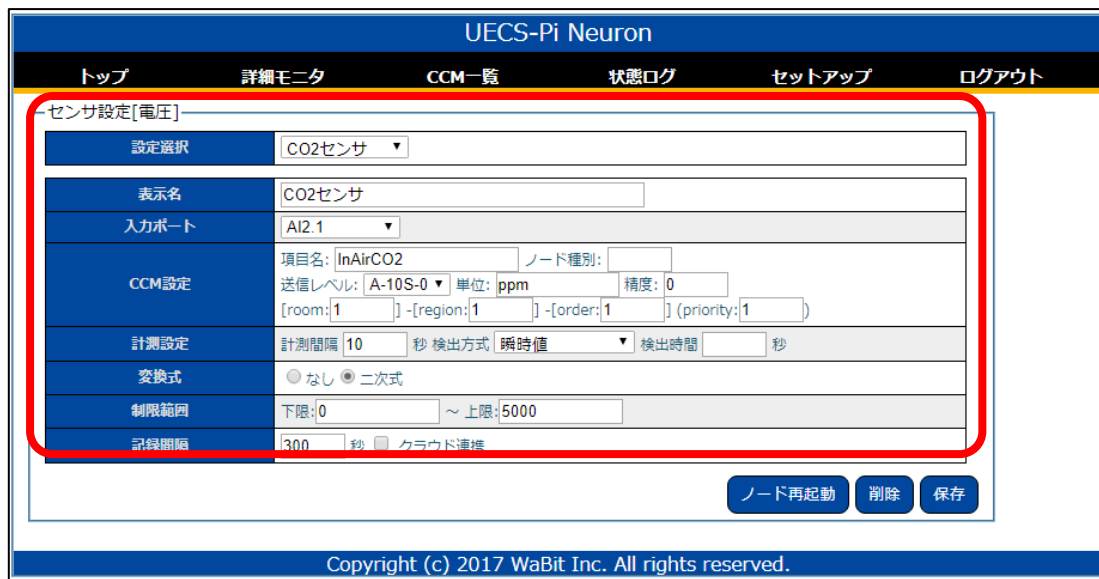 UECS-Pi Neuron
トップ 詳細モニタ CCM一覧 状態ログ セットアップ ログアウト
センサ設定[電圧]
設定選択 CO2センサ
表示名 CO2センサ
入力ポート AI2.1
項目名: InAirCO2 ノード種別:
CCM設定 送信レベル: A-10S-0 単位: ppm 精度: 0
[room: 1 ] -[region: 1 ] -[order: 1 ] (priority: 1 )
計測設定 計測間隔 10 秒 検出方式 瞬時値 検出時間 秒
変換式 なし 二次式
制限範囲 下限: 0 ～ 上限: 5000
記録間隔 300 秒 クラウド連携
ノード再起動 削除 保存
Copyright (c) 2017 WaBit Inc. All rights reserved.